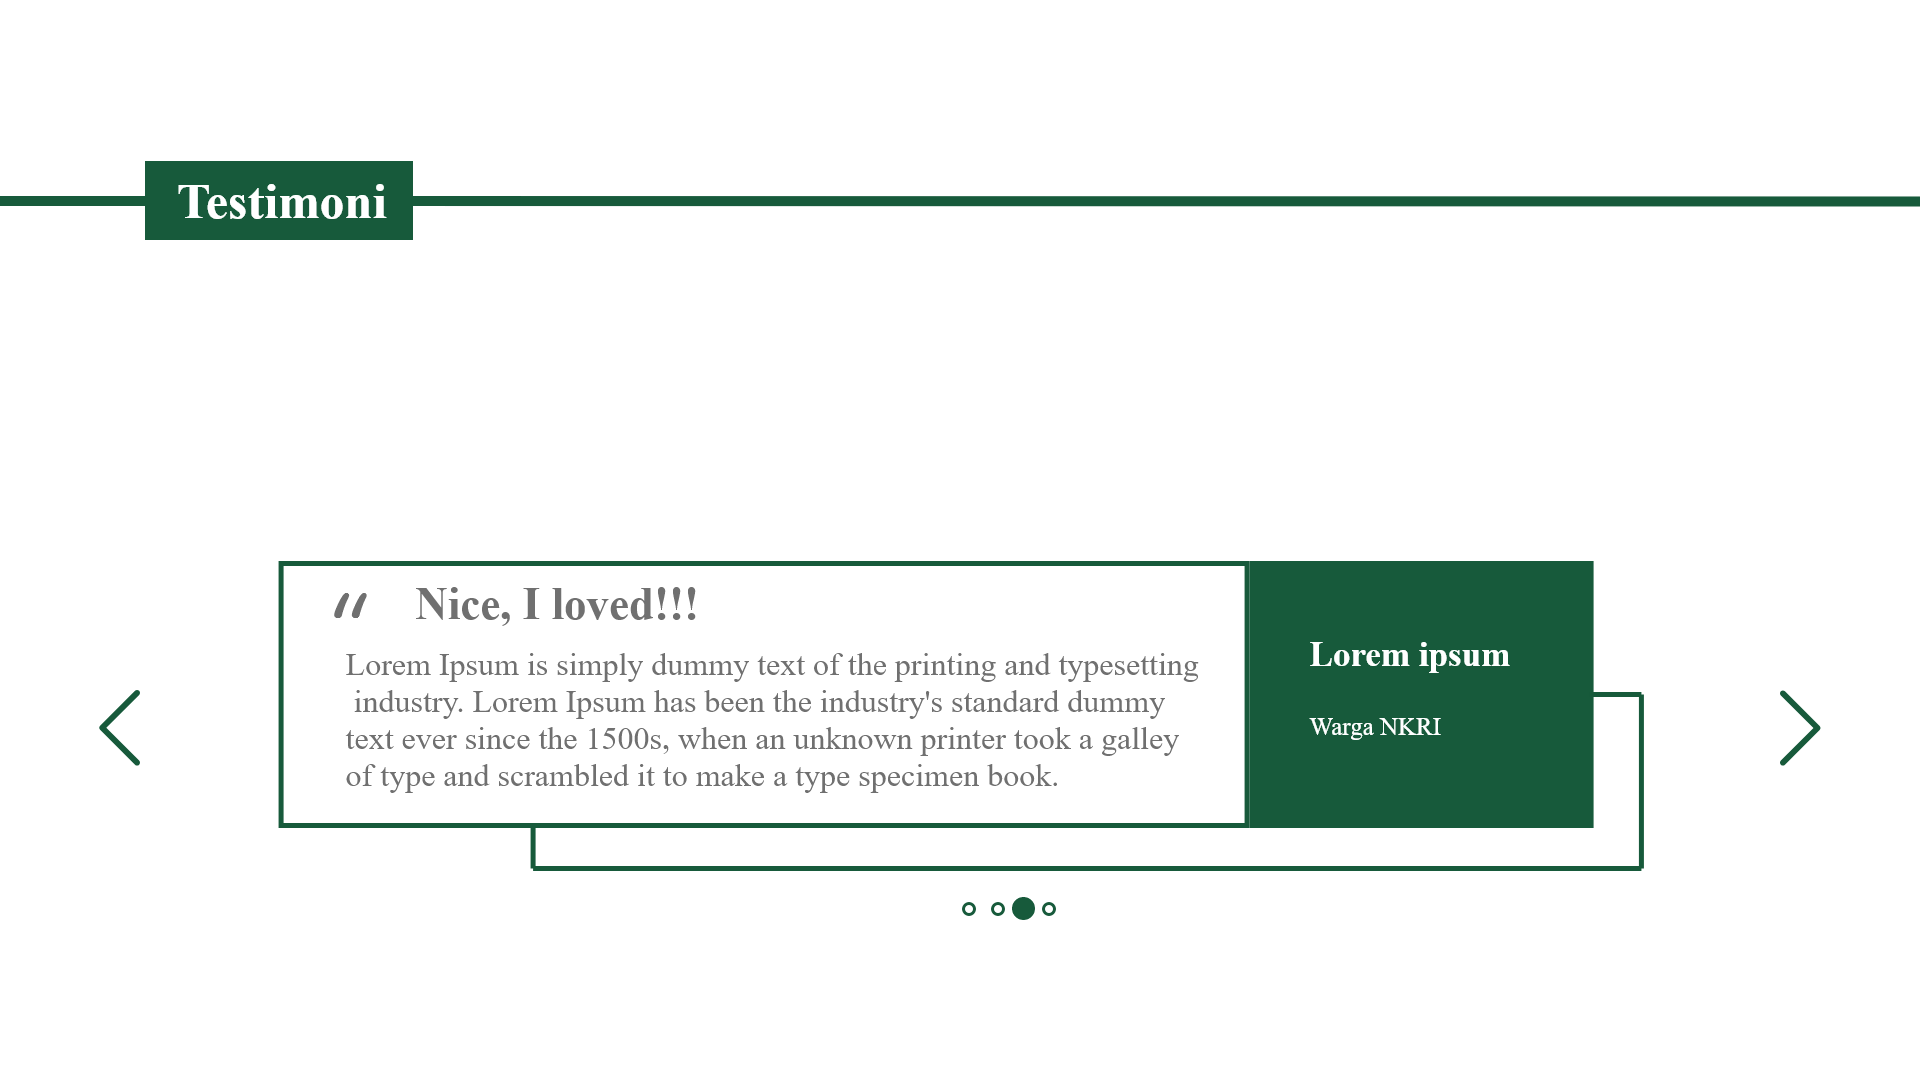 Testimoni
“ Nice, I loved!!!
Lorem Ipsum is simply dummy text of the printing and typesetting
industry. Lorem Ipsum has been the industry's standard dummy
text ever since the 1500s, when an unknown printer took a galley
of type and scrambled it to make a type specimen book.
Lorem ipsum
Warga NKRI